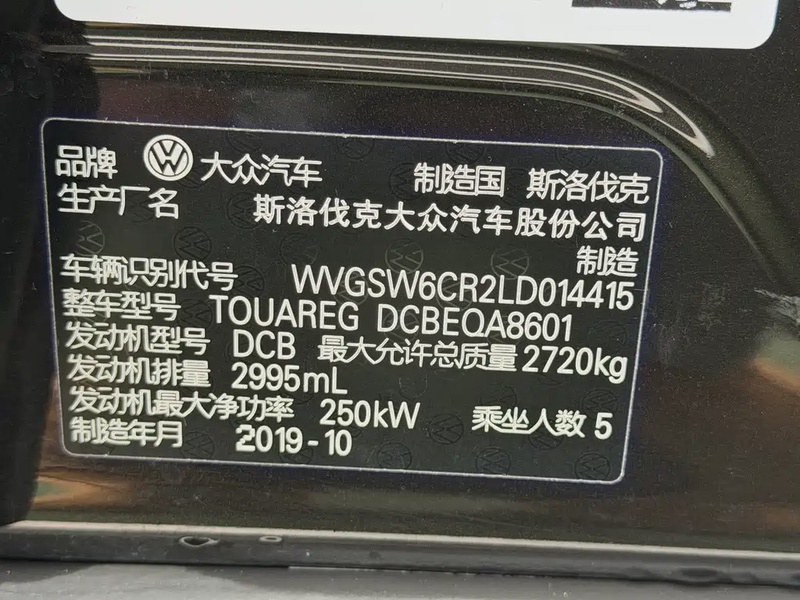 品牌 大众汽车 制造国 斯洛伐克
生产厂名 斯洛伐克大众汽车股份公司
制造
车辆识别代号 WVGSW6CR2LD014415
整车型号 TOUAREG DCBEQA8601
发动机型号 DCB 最大允许总质量 2720kg
发动机排量 2995mL
发动机最大净功率 250kW 乘坐人数 5
制造年月 2019-10